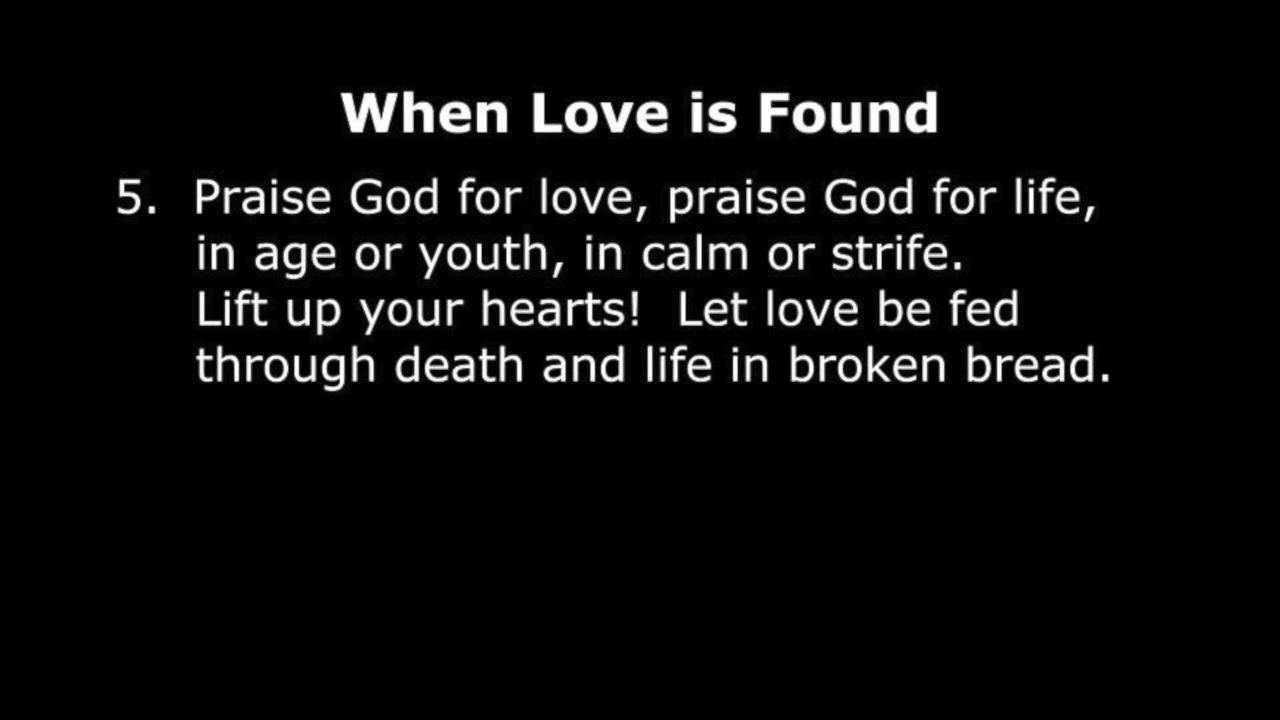 When Love is Found
5. Praise God for love, praise God for life,
in age or youth, in calm or strife.
Lift up your hearts! Let love be fed
through death and life in broken bread.